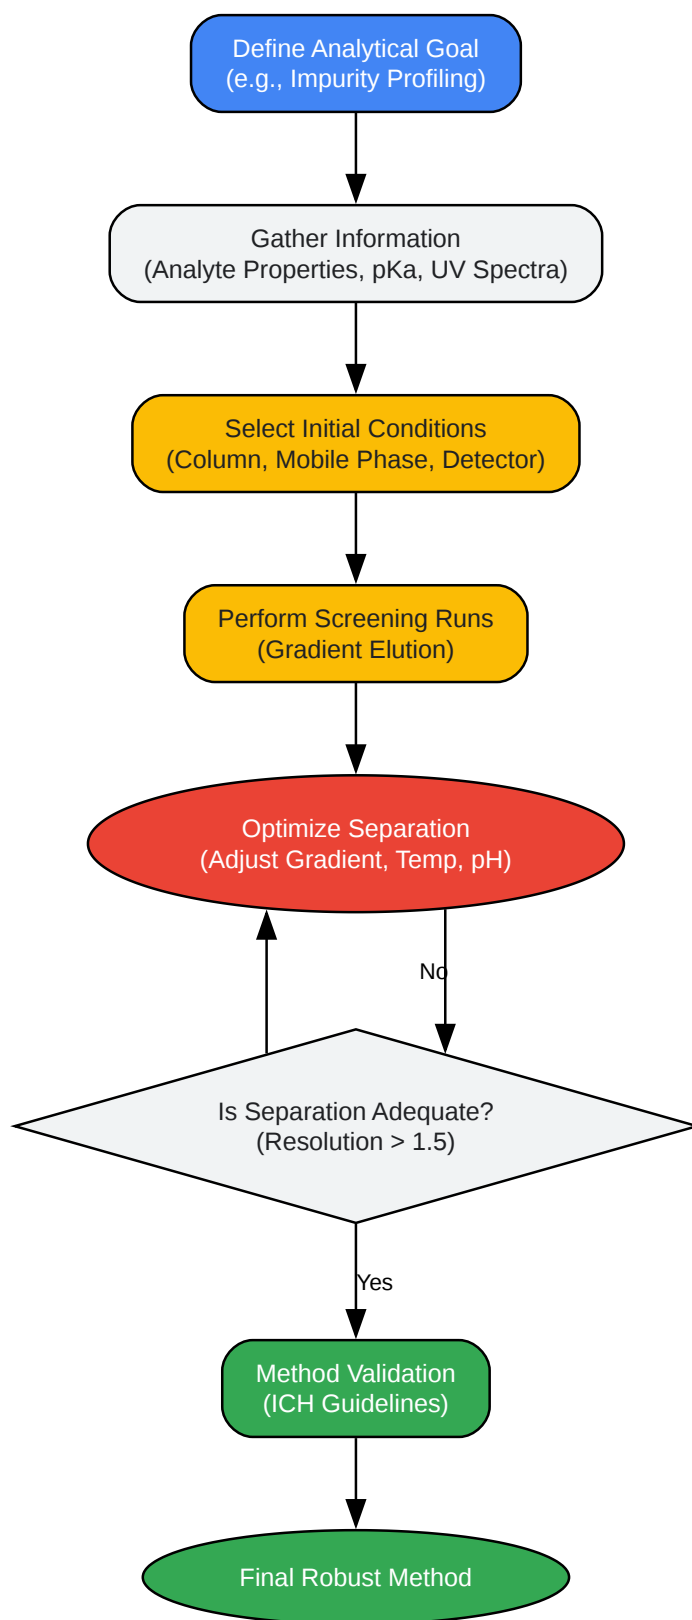 Define Analytical Goal
(e.g., Impurity Profiling)
Gather Information
(Analyte Properties, pKa, UV Spectra)
Select Initial Conditions
(Column, Mobile Phase, Detector)
Perform Screening Runs
(Gradient Elution)
Optimize Separation
(Adjust Gradient, Temp, pH)
No
Is Separation Adequate?
(Resolution > 1.5)
Yes
Method Validation
(ICH Guidelines)
Final Robust Method